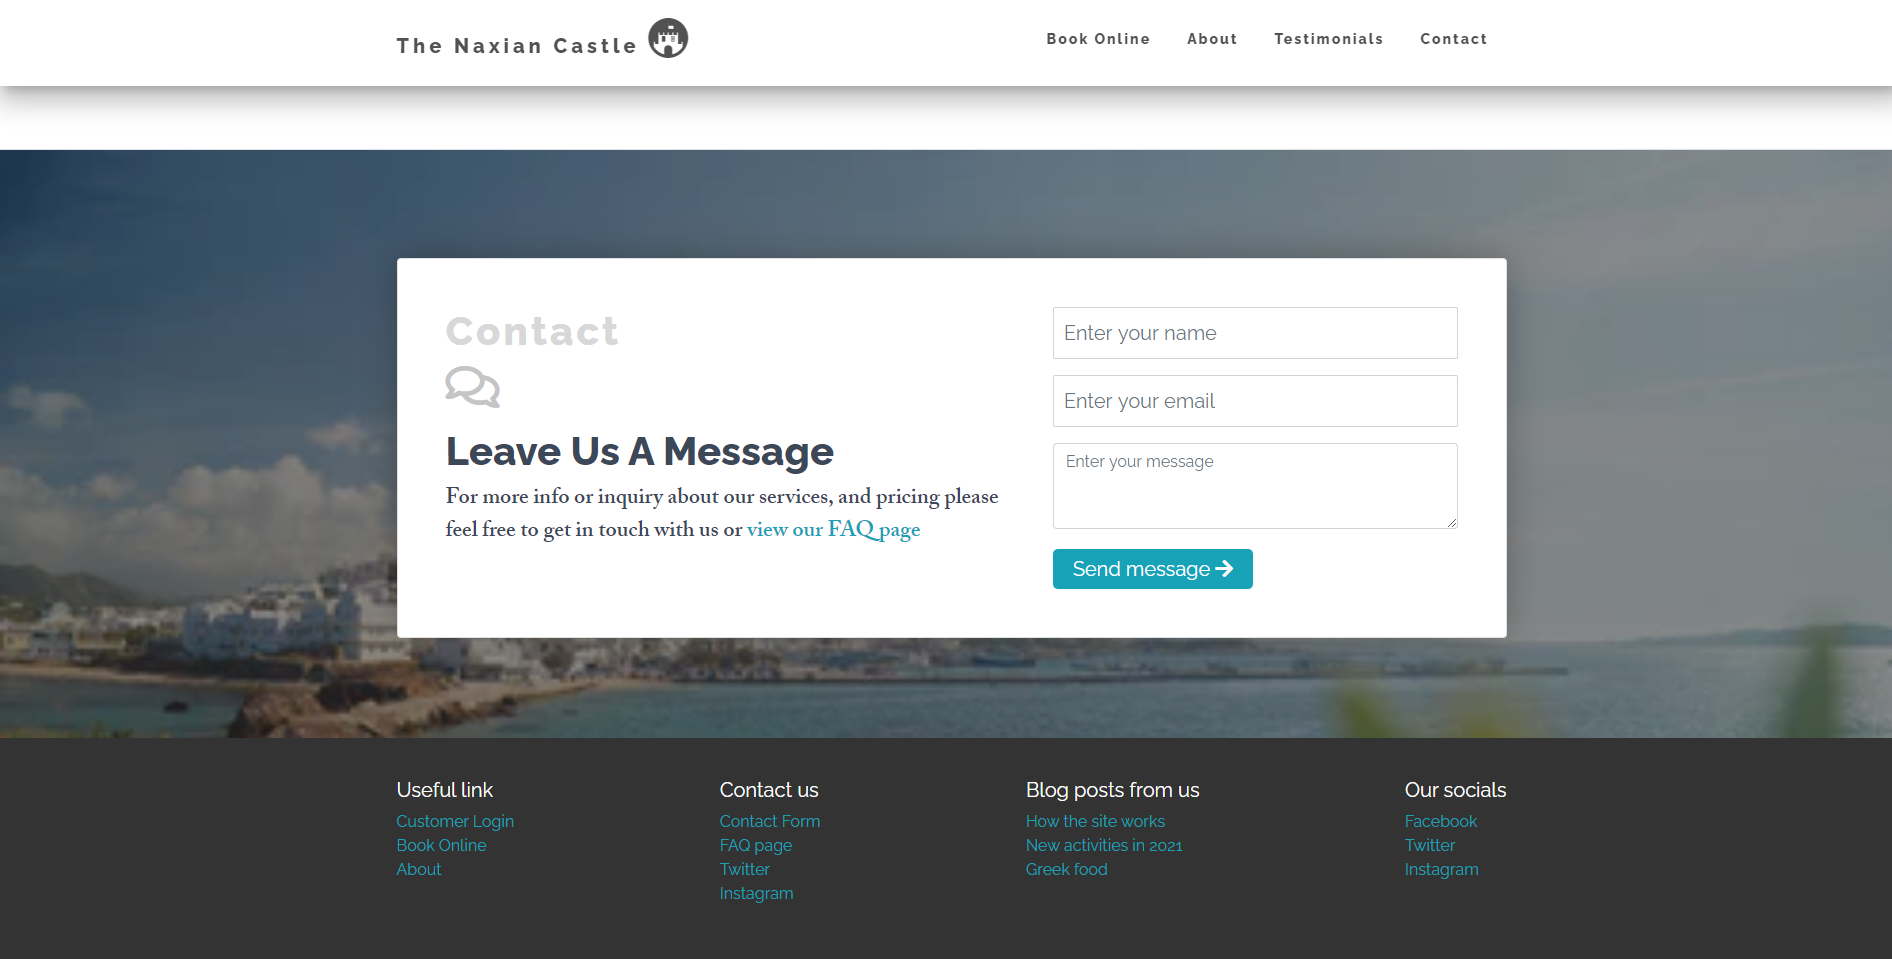 The Naxian Castle
Book Online
About
Testimonials
Contact
Contact
Leave Us A Message
For more info or inquiry about our services, and pricing please
feel free to get in touch with us or view our FAQ page
Enter your name
Enter your email
Enter your message
Send message
Useful link
Customer Login
Book Online
About
Contact us
Contact Form
FAQ page
Twitter
Instagram
Blog posts from us
How the site works
New activities in 2021
Greek food
Our socials
Facebook
Twitter
Instagram